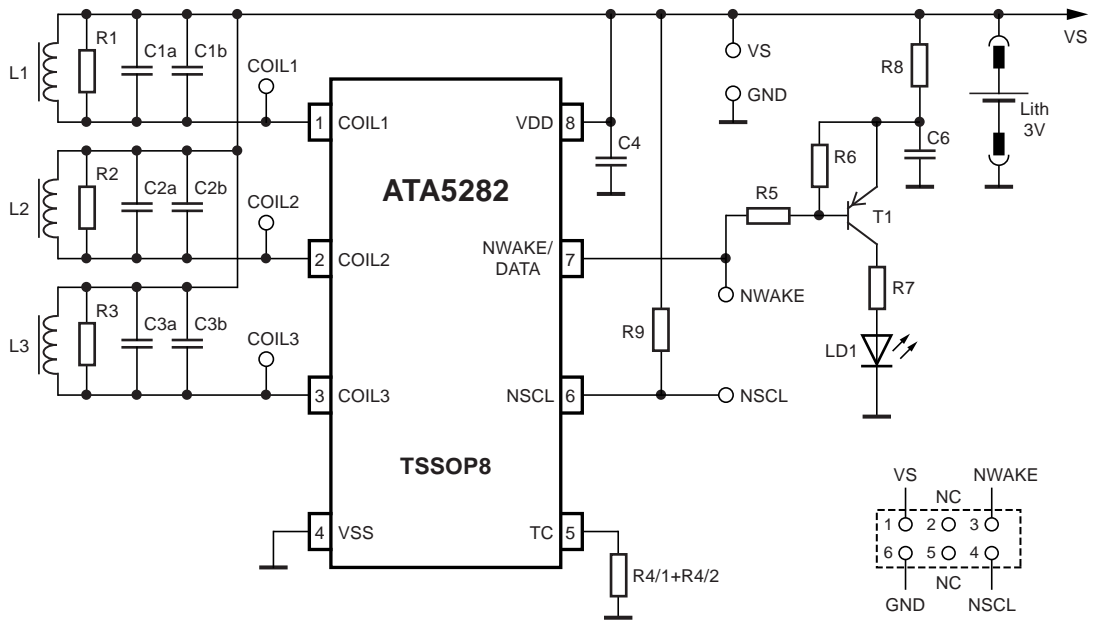 VS
R1
C1a
C1b
COIL1
L1
VS
R8
GND
Lith
3V
1
COIL1
VDD
8
C4
R6
C6
R2
C2a
C2b
ATA5282
COIL2
L2
R5
T1
2
COIL2
NWAKE/
DATA
7
NWAKE
R7
R3
C3a
C3b
COIL3
L3
R9
LD1
3
COIL3
NSCL
6
NSCL
TSSOP8
VS
NC
NWAKE
1
2
3
4
VSS
TC
5
6
5
4
R4/1+R4/2
NC
GND
NSCL